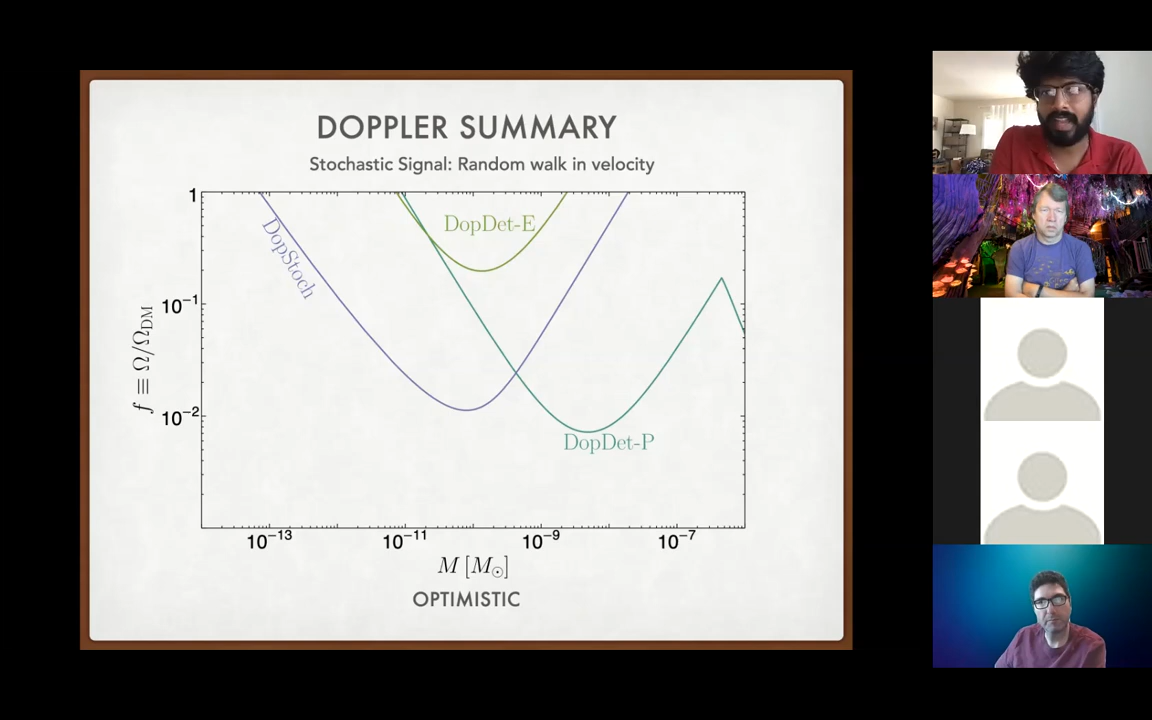 DOPPLER SUMMARY
Stochastic Signal: Random walk in velocity
1
10⁻¹
10⁻²
f ≡ Ω/Ω_DM
DopStoch
DopDet-E
DopDet-P
10⁻¹³ 10⁻¹¹ 10⁻⁹ 10⁻⁷
M [M_⊙]
OPTIMISTIC